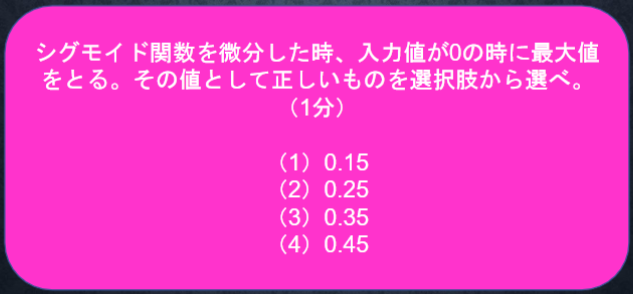 シグモイド関数を微分した時、入力値が0の時に最大値
をとる。その値として正しいものを選択肢から選べ。
（1分）
（1）0.15
（2）0.25
（3）0.35
（4）0.45